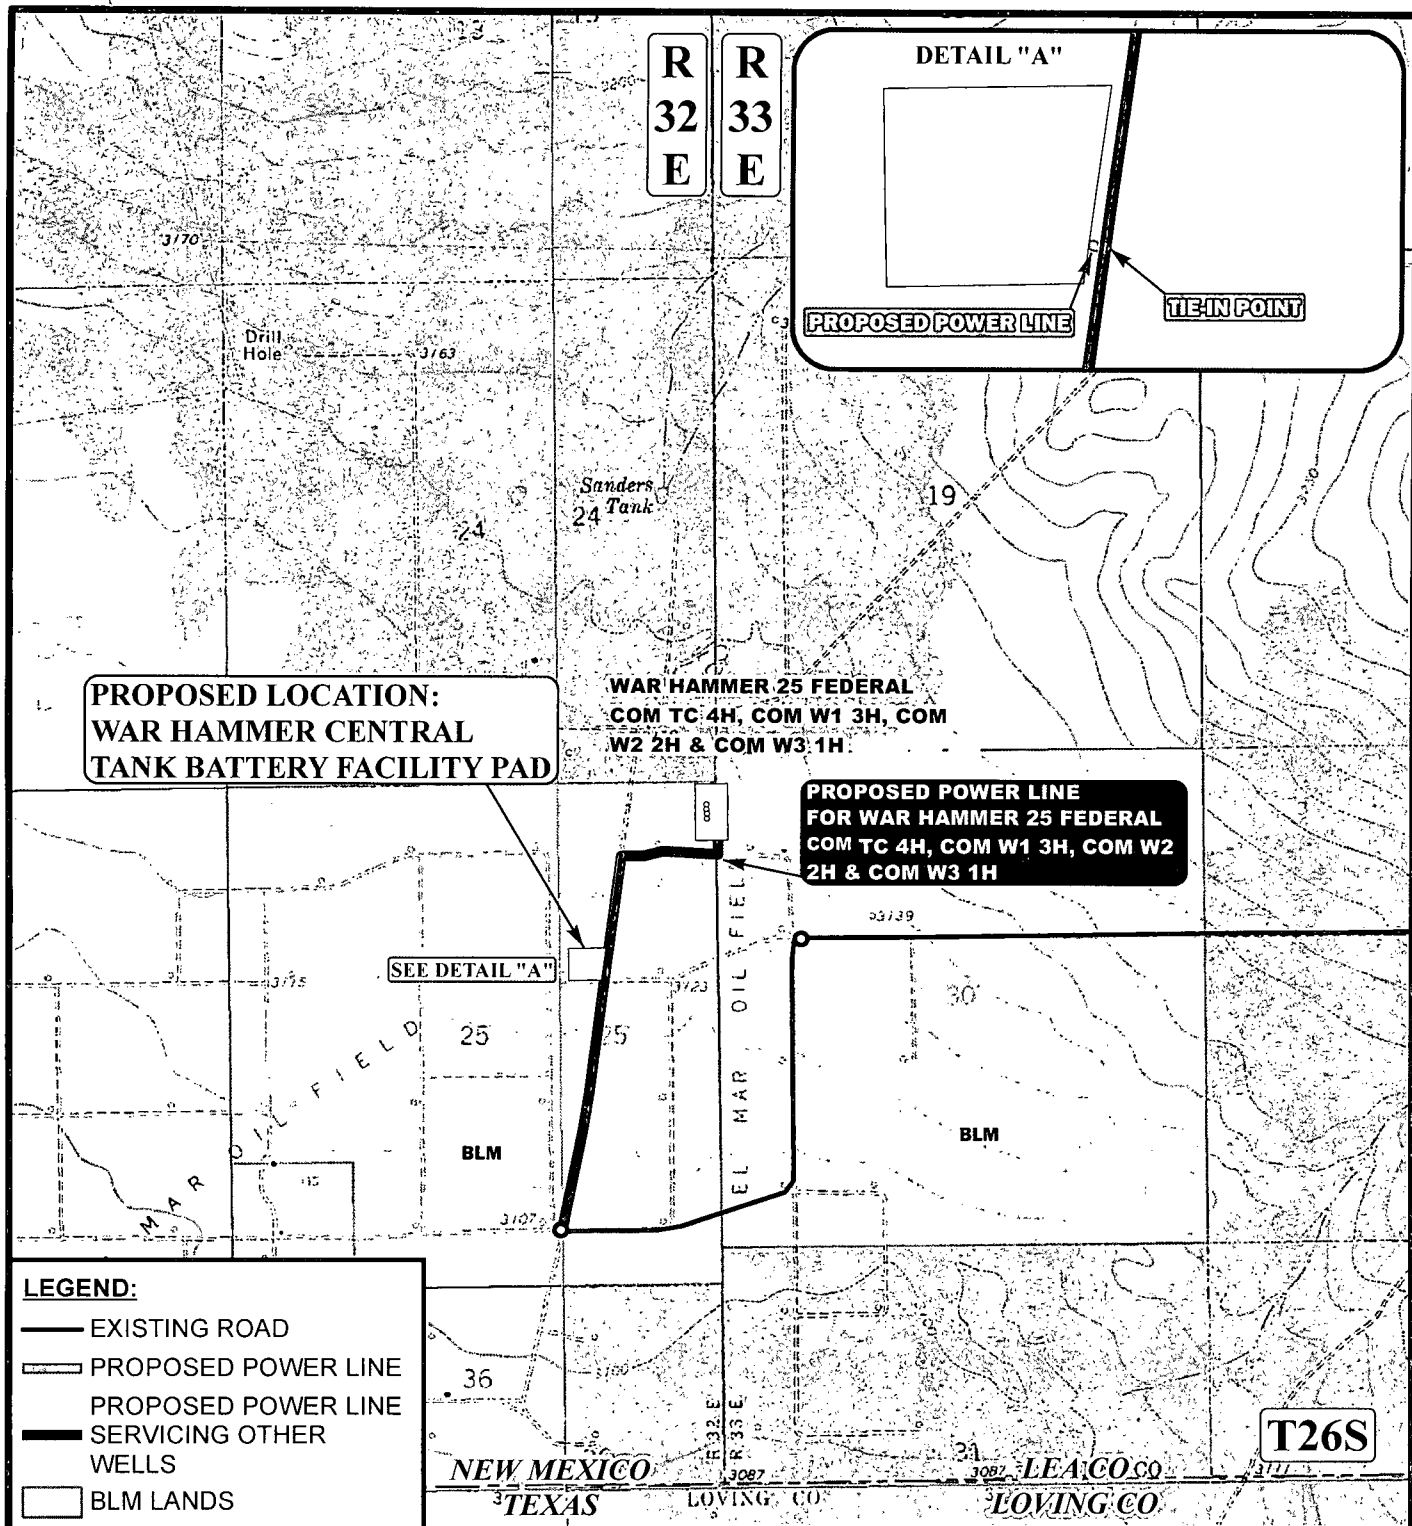 R
32
E
R
33
E
DETAIL "A"
PROPOSED POWER LINE
TIE-IN POINT
3170
Drill
Hole
3163
Sanders
Tank
24
24
19
PROPOSED LOCATION:
WAR HAMMER CENTRAL
TANK BATTERY FACILITY PAD
WAR HAMMER 25 FEDERAL
COM TC 4H, COM W1 3H, COM
W2 2H & COM W3 1H
PROPOSED POWER LINE
FOR WAR HAMMER 25 FEDERAL
COM TC 4H, COM W1 3H, COM W2
2H & COM W3 1H
3139
SEE DETAIL "A"
3175
3123
30
25
25
MAR OIL FIELD
EL MAR OIL FIEL
BLM
BLM
3107
LEGEND:
EXISTING ROAD
PROPOSED POWER LINE
PROPOSED POWER LINE
SERVICING OTHER
WELLS
BLM LANDS
36
R 32 E
R 33 E
31
T26S
NEW MEXICO
3087
3087
LEA CO CO
TEXAS
LOVING CO
LOVING CO